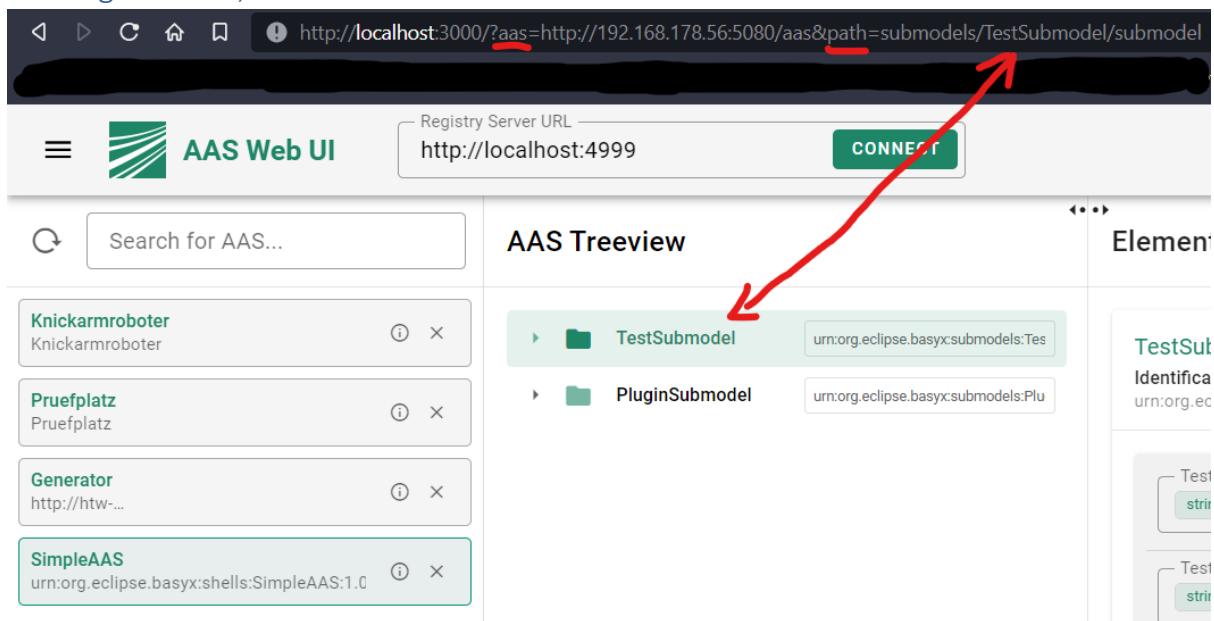 http://localhost:3000/?aas=http://192.168.178.56:5080/aas&path=submodels/TestSubmodel/submodel
AAS Web UI
Registry Server URL
http://localhost:4999
CONNECT
Search for AAS...
AAS Treeview
Element
Knickarmroboter
Knickarmroboter
TestSubmodel
urn:org.eclipse.basyx:submodels:Tes
TestSub
Identifica
urn:org.ec
Pruefplatz
Pruefplatz
PluginSubmodel
urn:org.eclipse.basyx:submodels:Plu
Generator
http://htw-...
Test
strin
SimpleAAS
urn:org.eclipse.basyx:shells:SimpleAAS:1.0
Test
strin